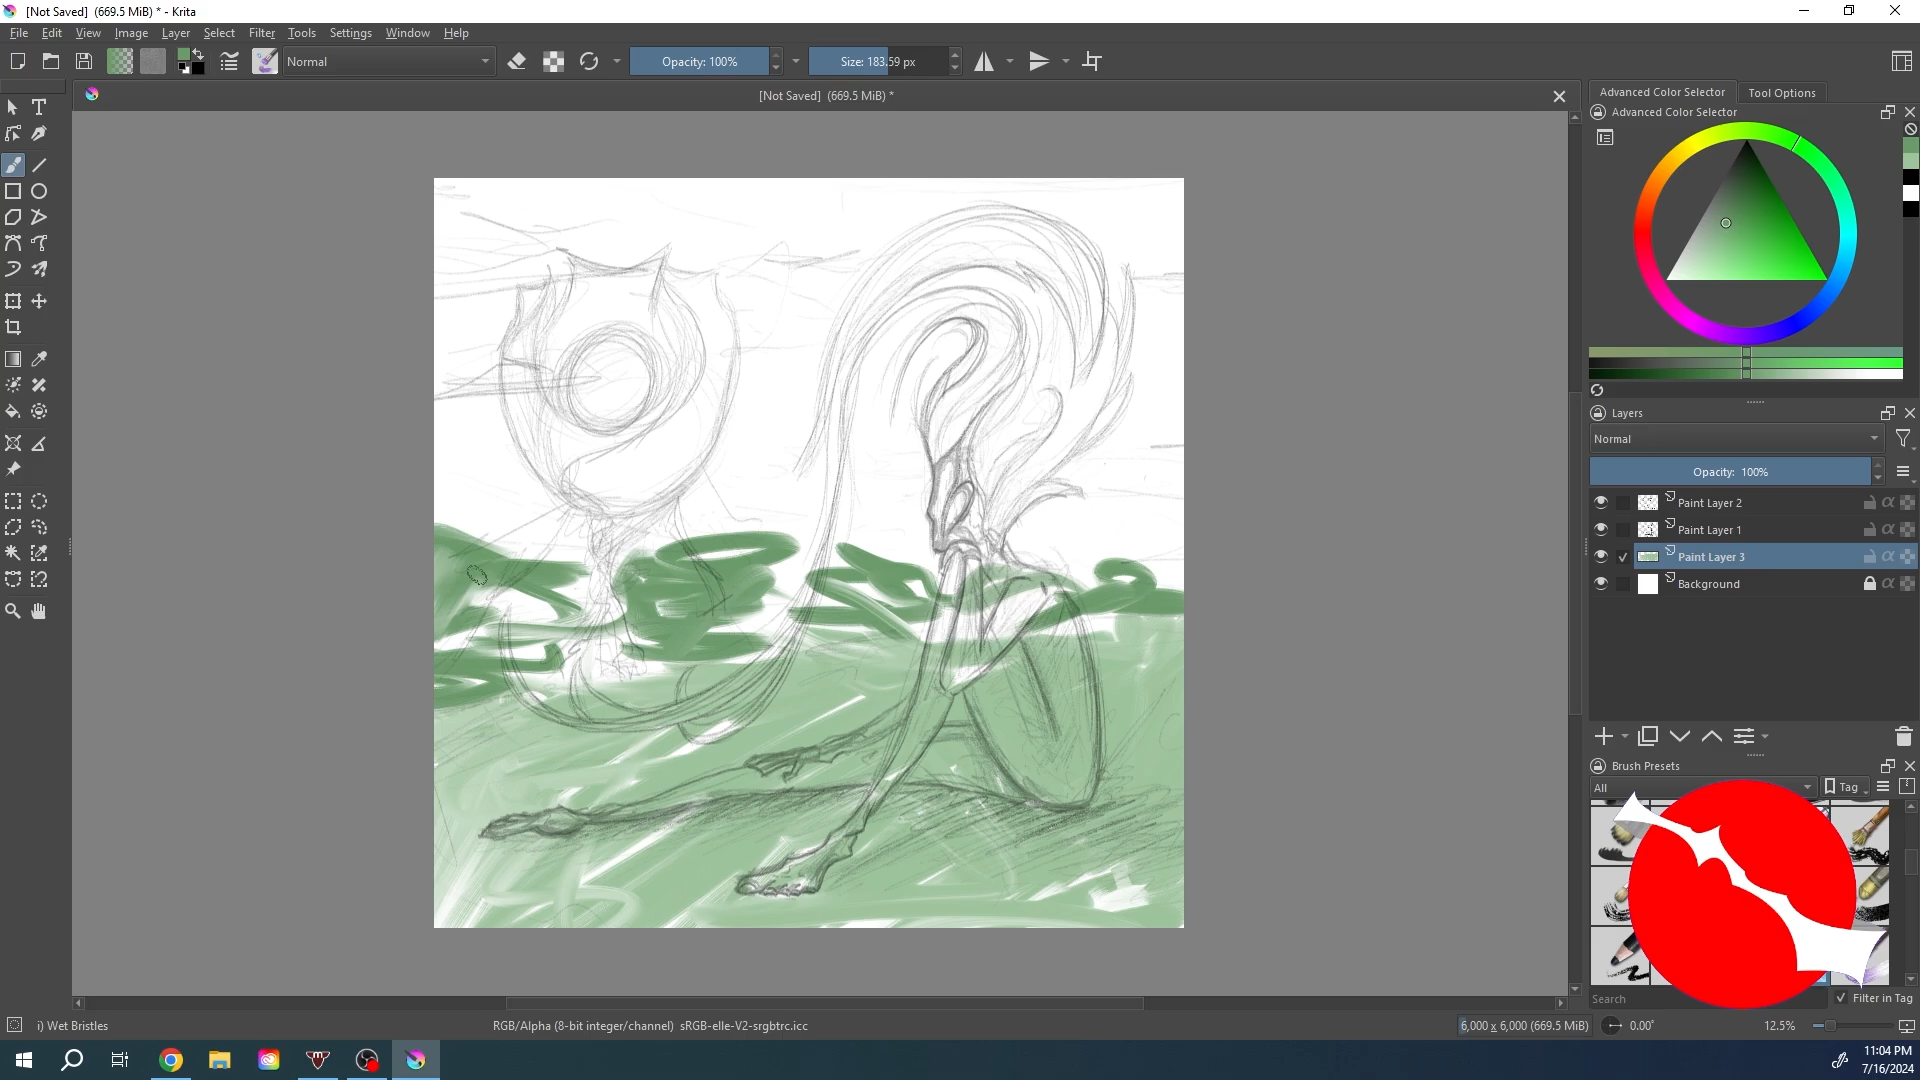 [Not Saved]  (669.5 MiB) * - Krita
File Edit View Image Layer Select Filter Tools Settings Window Help
Normal Opacity: 100% Size: 183.59 px
[Not Saved]  (669.5 MiB) *
Advanced Color Selector Tool Options
Advanced Color Selector
Layers
Normal
Opacity:  100%
Paint Layer 2
Paint Layer 1
Paint Layer 3
Background
Brush Presets
All Tag
Search Filter in Tag
i) Wet Bristles RGB/Alpha (8-bit integer/channel)  sRGB-elle-V2-srgbtrc.icc 6,000 x 6,000 (669.5 MiB) 0.00° 12.5%
11:04 PM
7/16/2024